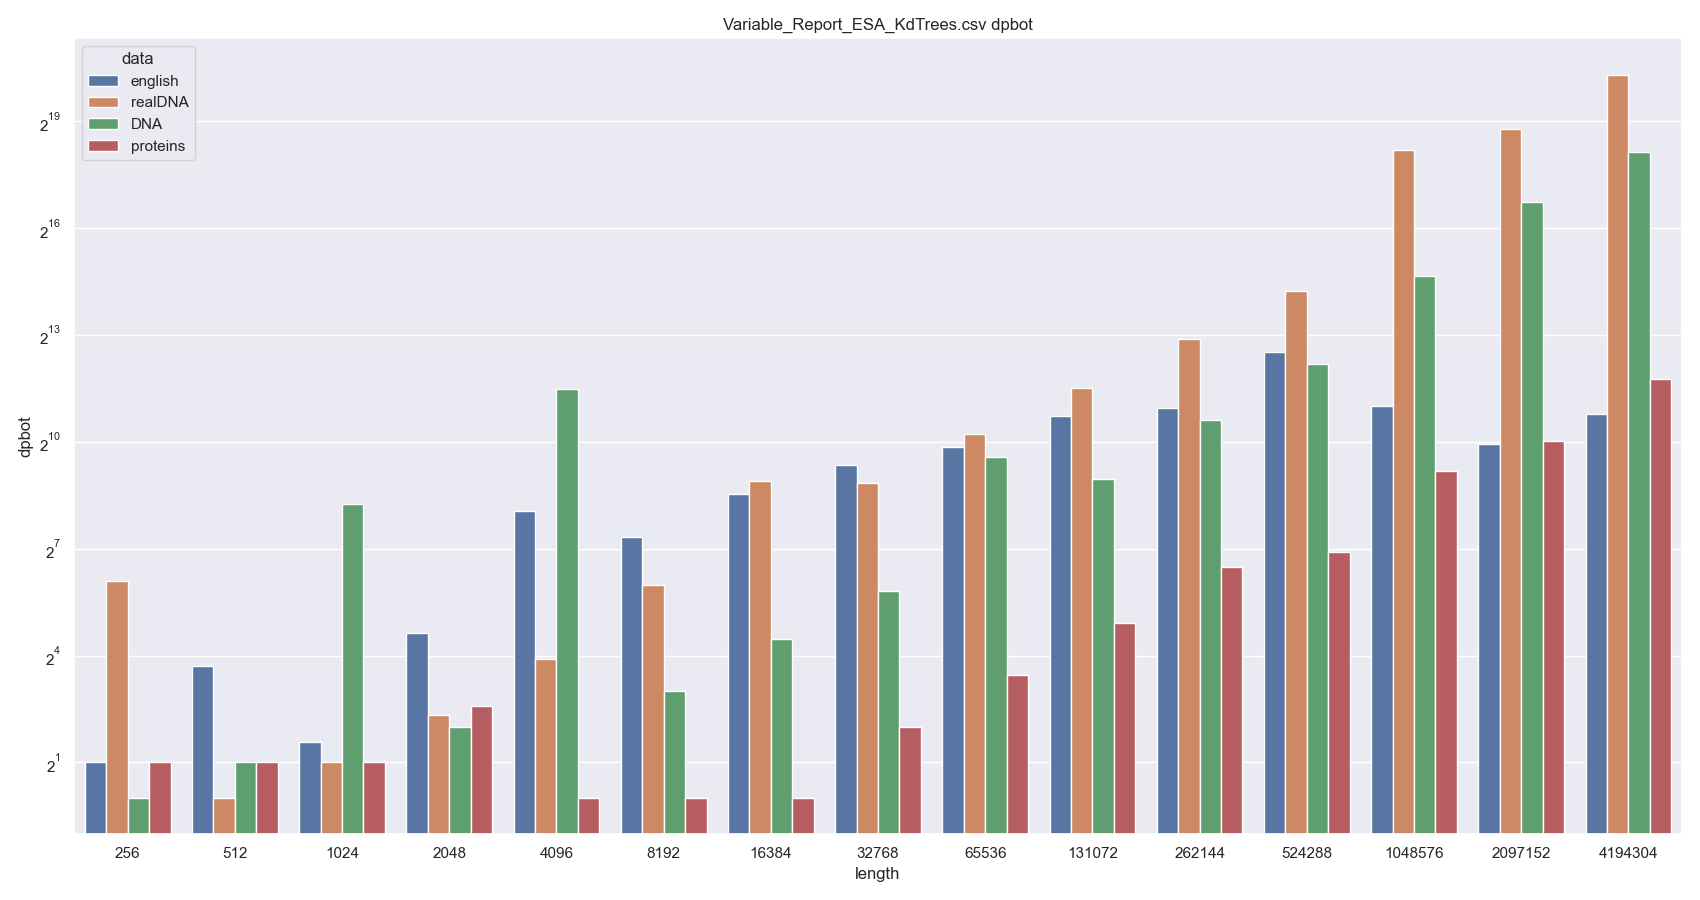 Variable_Report_ESA_KdTrees.csv dpbot
data
english
realDNA
DNA
proteins
2^19
2^16
2^13
2^10
2^7
2^4
2^1
dpbot
256 512 1024 2048 4096 8192 16384 32768 65536 131072 262144 524288 1048576 2097152 4194304
length